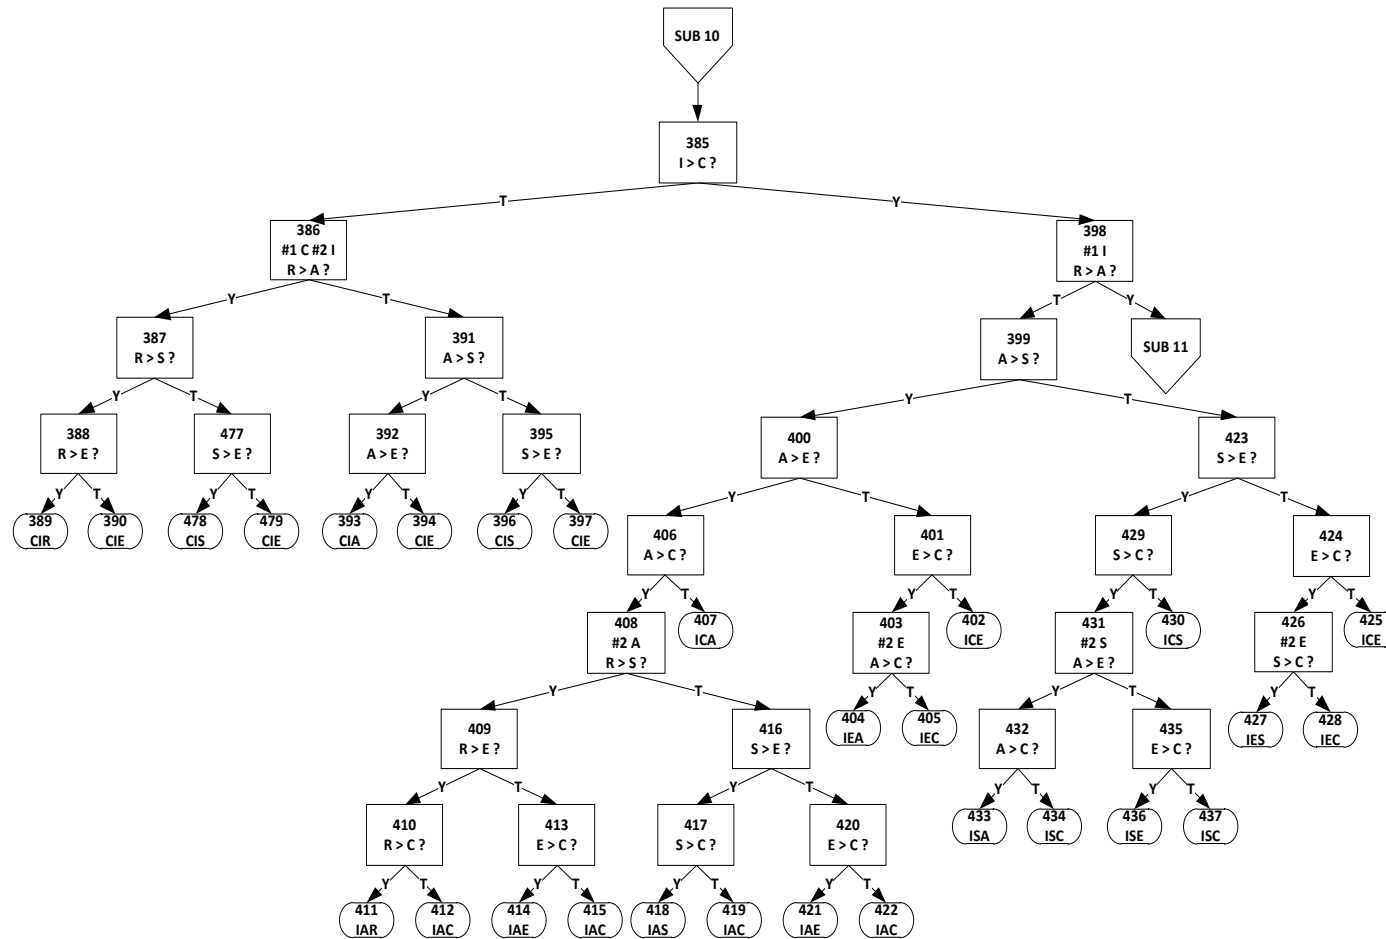 SUB 10
385
I > C ?
T
Y
386
#1 C #2 I
R > A ?
398
#1 I
R > A ?
Y
T
T
Y
387
R > S ?
391
A > S ?
399
A > S ?
SUB 11
Y
T
Y
T
Y
T
388
R > E ?
477
S > E ?
392
A > E ?
395
S > E ?
400
A > E ?
423
S > E ?
Y
T
Y
T
Y
T
Y
T
Y
T
Y
T
389
CIR
390
CIE
478
CIS
479
CIE
393
CIA
394
CIE
396
CIS
397
CIE
406
A > C ?
401
E > C ?
429
S > C ?
424
E > C ?
Y
T
Y
T
Y
T
Y
T
408
#2 A
R > S ?
407
ICA
403
#2 E
A > C ?
402
ICE
431
#2 S
A > E ?
430
ICS
426
#2 E
S > C ?
425
ICE
Y
T
Y
T
Y
T
Y
T
409
R > E ?
416
S > E ?
404
IEA
405
IEC
432
A > C ?
435
E > C ?
427
IES
428
IEC
Y
T
Y
T
Y
T
Y
T
410
R > C ?
413
E > C ?
417
S > C ?
420
E > C ?
433
ISA
434
ISC
436
ISE
437
ISC
Y
T
Y
T
Y
T
Y
T
411
IAR
412
IAC
414
IAE
415
IAC
418
IAS
419
IAC
421
IAE
422
IAC